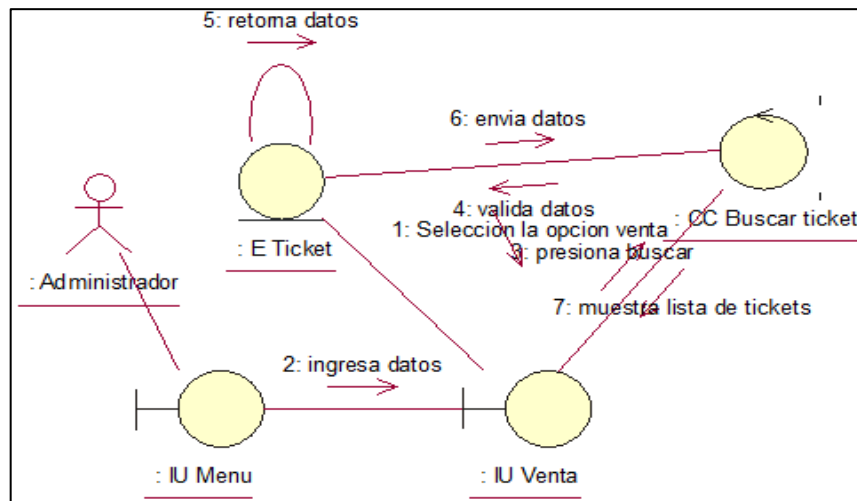 5: retorna datos
6: envia datos
4: valida datos
1: Seleccion la opcion venta
: CC Buscar ticket
: E Ticket
3: presiona buscar
: Administrador
7: muestra lista de tickets
2: ingresa datos
: IU Menu
: IU Venta